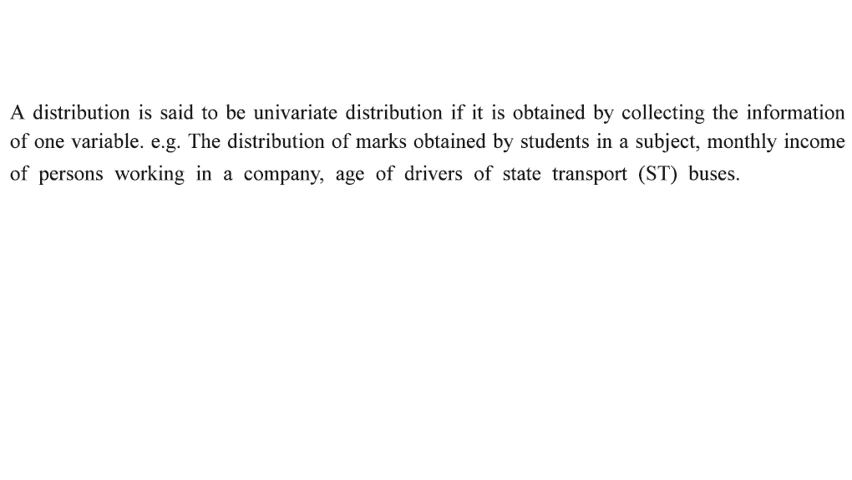 A distribution is said to be univariate distribution if it is obtained by collecting the information
of one variable. e.g. The distribution of marks obtained by students in a subject, monthly income
of persons working in a company, age of drivers of state transport (ST) buses.